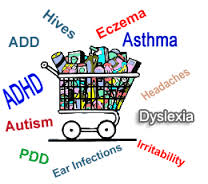 Hives
Eczema
ADD
Asthma
ADHD
Headaches
Dyslexia
Autism
PDD
Ear Infections
Irritability